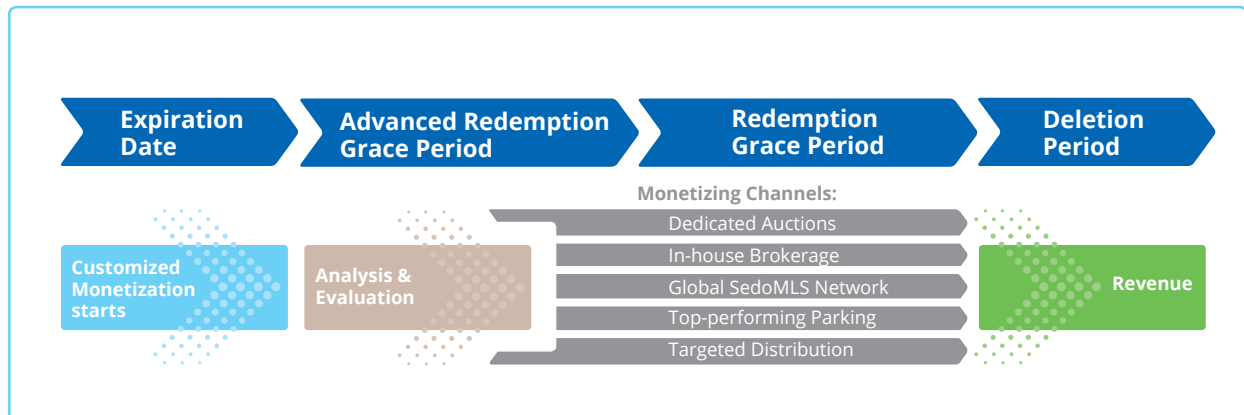 Expiration
Date
Advanced Redemption
Grace Period
Redemption
Grace Period
Deletion
Period
Monetizing Channels:
Customized
Monetization
starts
Analysis &
Evaluation
Dedicated Auctions
In-house Brokerage
Global SedoMLS Network
Top-performing Parking
Targeted Distribution
Revenue